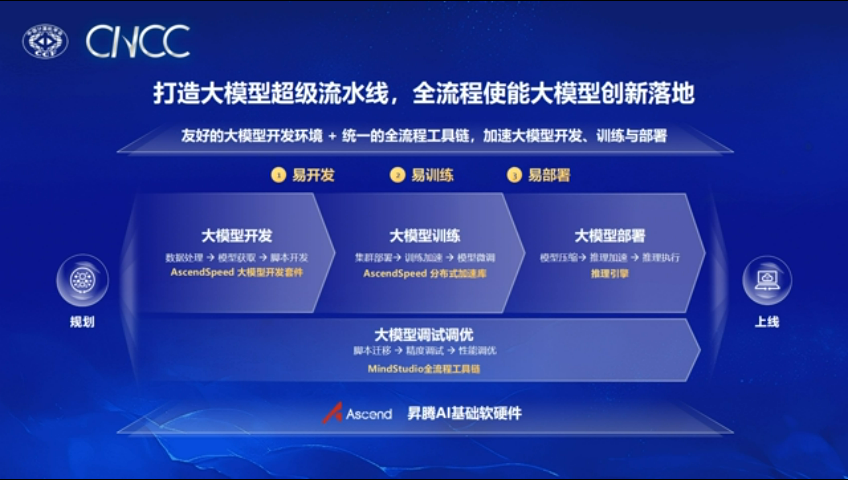 CCF
CNCC
打造大模型超级流水线，全流程使能大模型创新落地
友好的大模型开发环境 + 统一的全流程工具链，加速大模型开发、训练与部署
1 易开发
2 易训练
3 易部署
大模型开发
数据处理 → 模型获取 → 脚本开发
AscendSpeed 大模型开发套件
大模型训练
集群部署 → 训练加速 → 模型微调
AscendSpeed 分布式加速库
大模型部署
模型压缩 → 推理加速 → 推理执行
推理引擎
规划
上线
大模型调试调优
脚本迁移 → 精度调试 → 性能调优
MindStudio全流程工具链
Ascend 昇腾AI基础软硬件